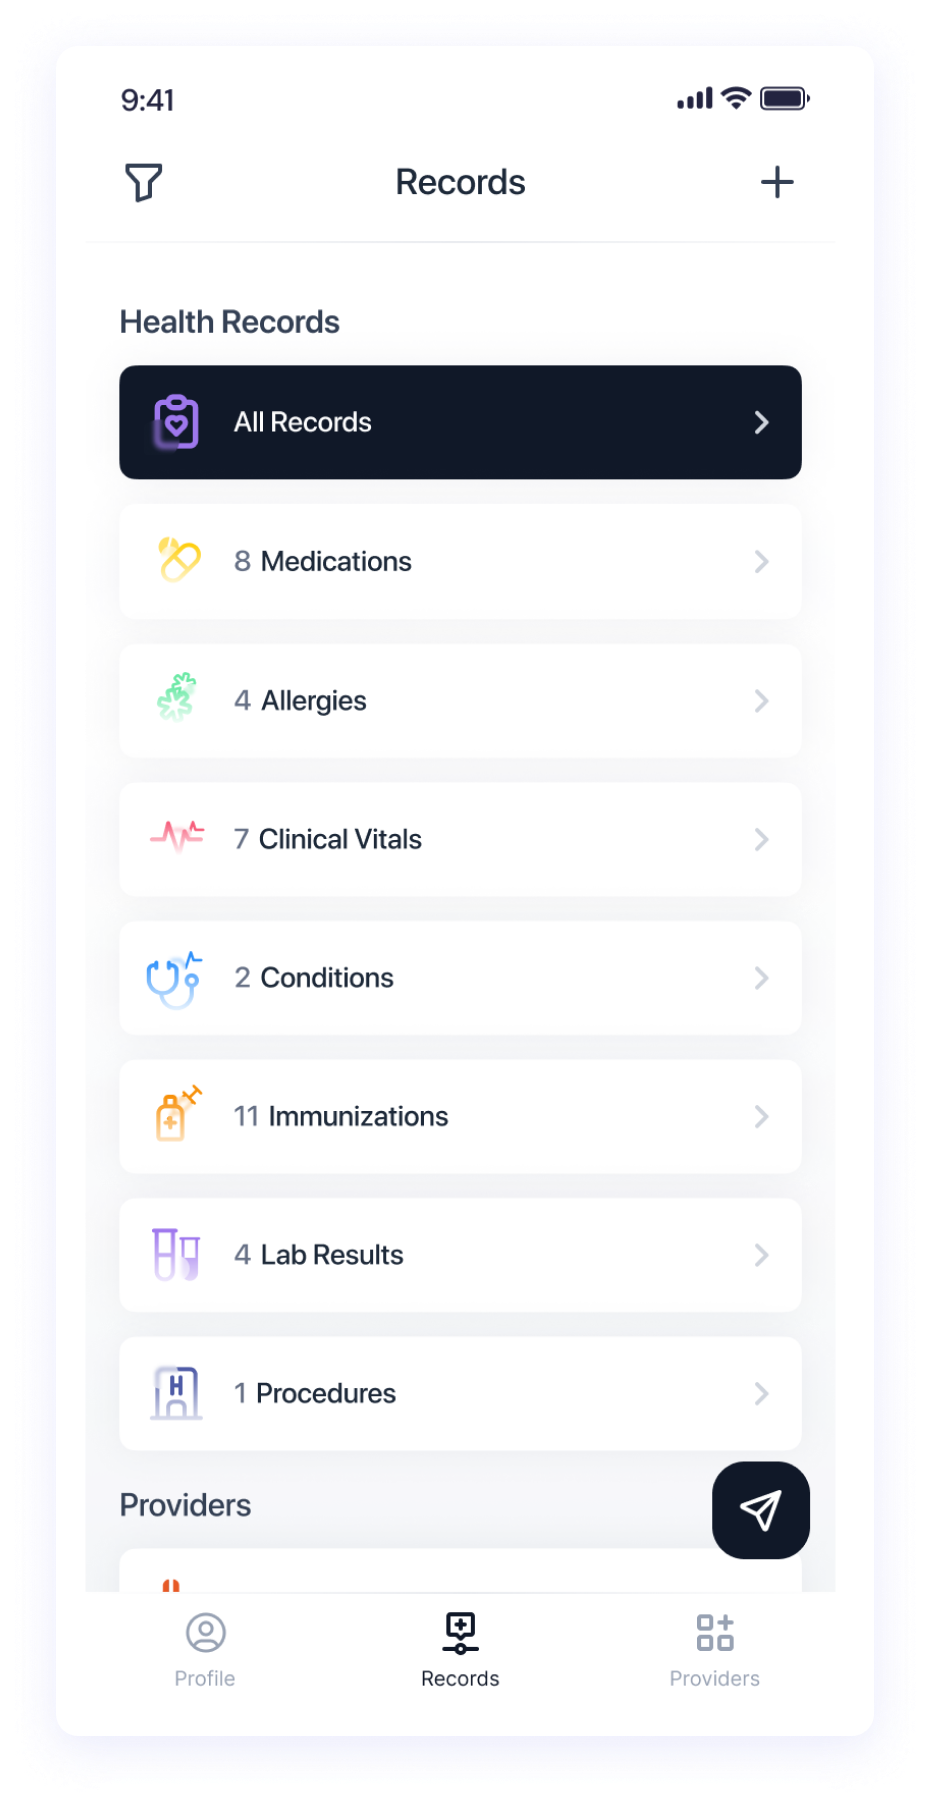 9:41
Records
Health Records
All Records
8 Medications
4 Allergies
7 Clinical Vitals
2 Conditions
11 Immunizations
4 Lab Results
H
1 Procedures
Providers
Profile
Records
Providers